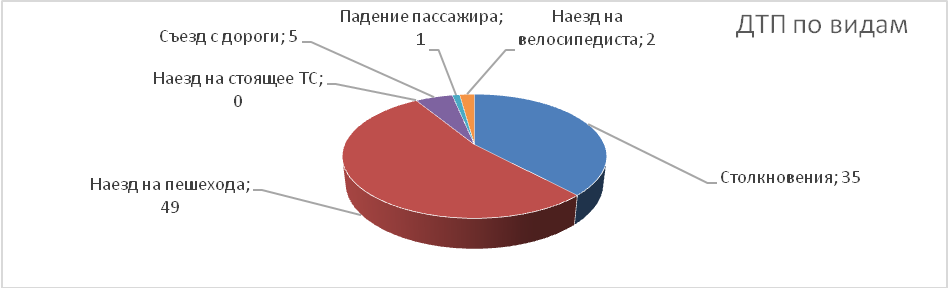 ДТП по видам
Падение пассажира;
1
Наезд на
велосипедиста; 2
Съезд с дороги; 5
Наезд на стоящее ТС;
0
Наезд на пешехода;
49
Столкновения; 35